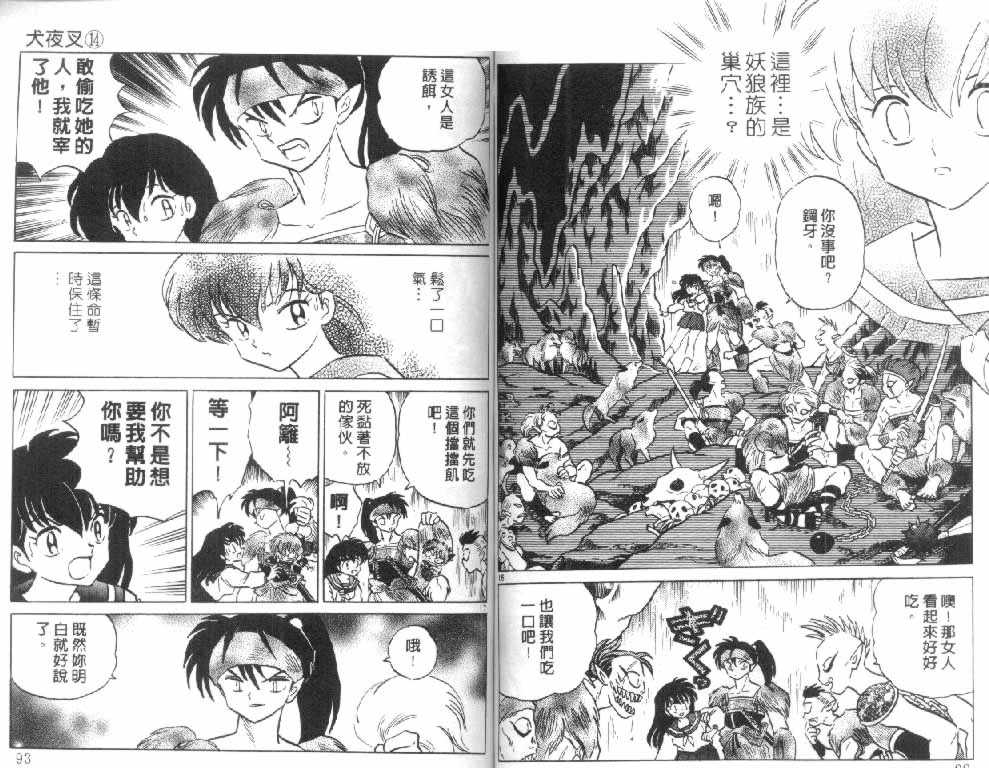 犬夜叉⑭
這裡…是
妖狼族的
巢穴…？
你沒事吧？
鋼牙。
嗯！
噢！那女人
看起來好好
吃。
ぎく。
也讓我們吃
一口吧！
這女人是
誘餌，
敢偷吃她的
人，我就宰
了他！
鬆了一口
氣…
這條命暫
時保住了
…
你們就先吃
這個擋擋飢
吧！
死黏著不放
的傢伙。
啊！
阿籬～
等一下！
你不是想
要我幫助
你嗎？
哦！
既然妳明
白就好說
了。
93